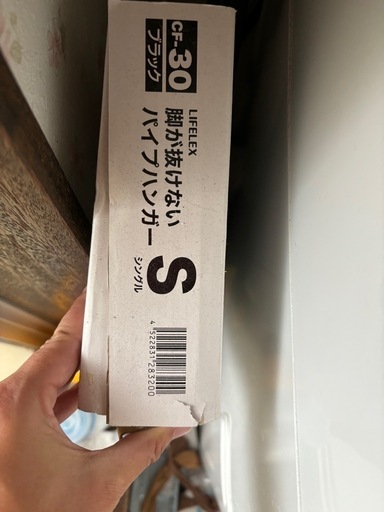 CF-30
ブラック
LIFELEX
脚が抜けない
パイプハンガー
S
シングル
4 522831 283200